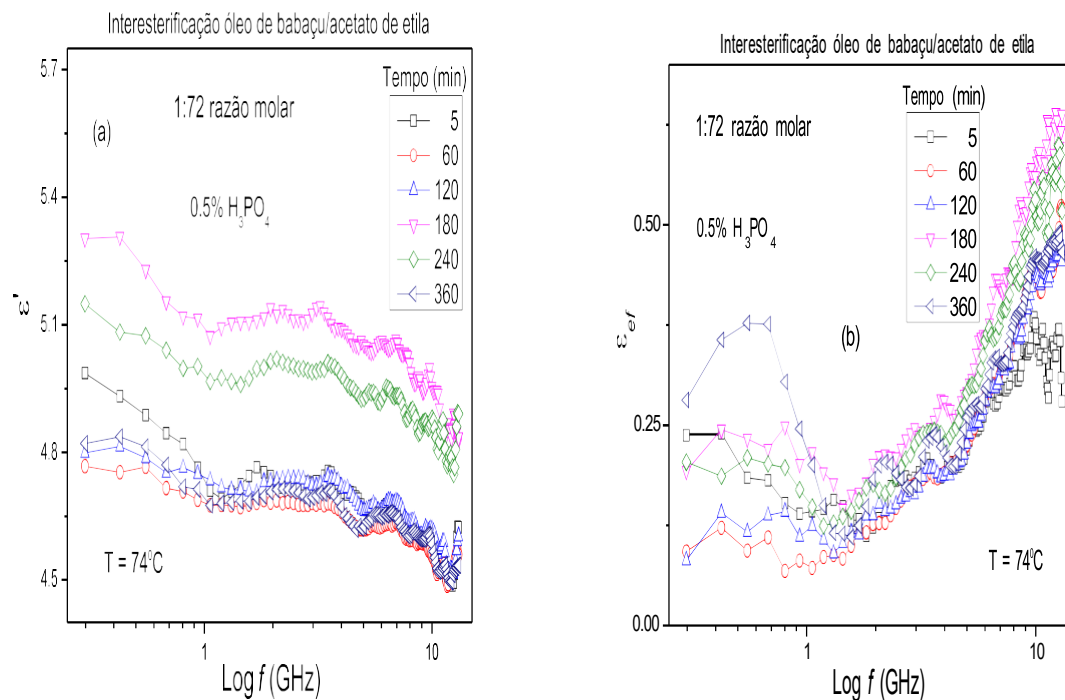 Interesterificação óleo de babaçu/acetato de etila
5.7
5.4
5.1
4.8
4.5
ε'
(a)
1:72 razão molar
0.5% H3PO4
T = 74⁰C
Tempo (min)
5
60
120
180
240
360
1
10
Log f (GHz)
Interesterificação óleo de babaçu/acetato de etila
0.50
0.25
0.00
εef
1:72 razão molar
0.5% H3PO4
(b)
T = 74⁰C
Tempo (min)
5
60
120
180
240
360
1
10
Log f (GHz)